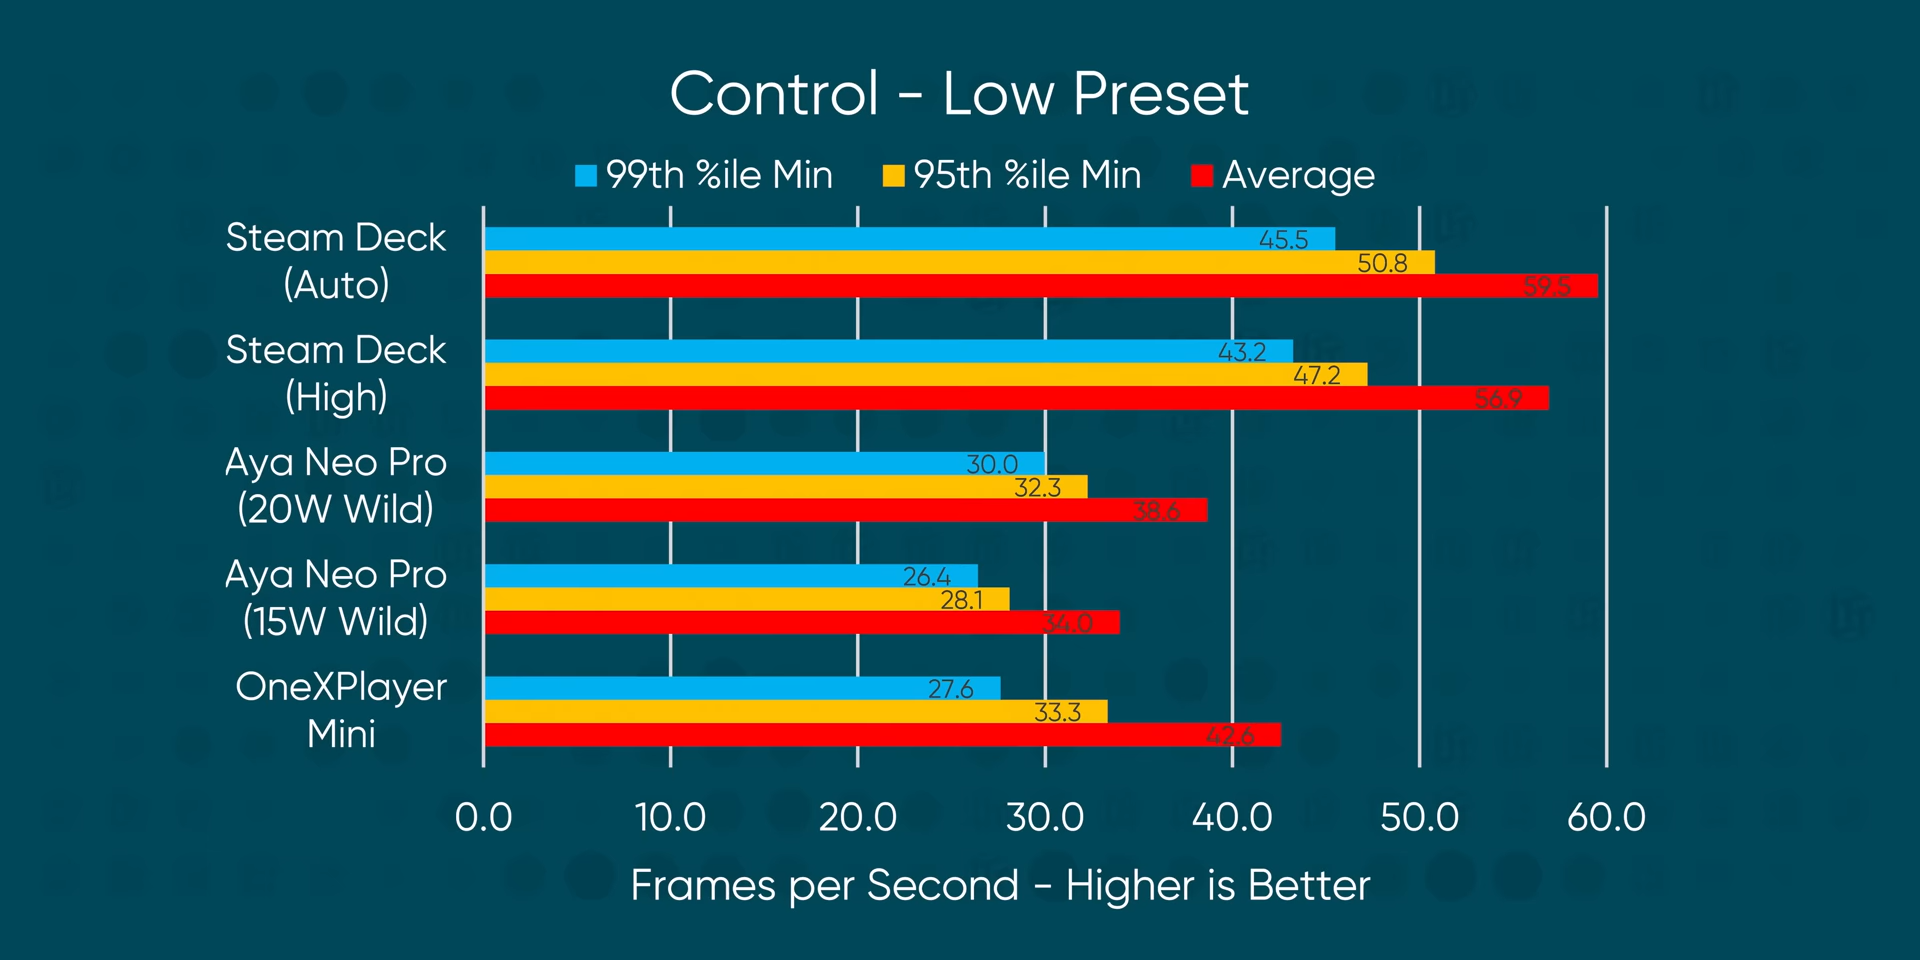 Control - Low Preset
99th %ile Min 95th %ile Min Average
Steam Deck
(Auto)
45.5
50.8
59.5
Steam Deck
(High)
43.2
47.2
56.9
Aya Neo Pro
(20W Wild)
30.0
32.3
38.6
Aya Neo Pro
(15W Wild)
26.4
28.1
34.0
OneXPlayer
Mini
27.6
33.3
42.6
0.0 10.0 20.0 30.0 40.0 50.0 60.0
Frames per Second - Higher is Better